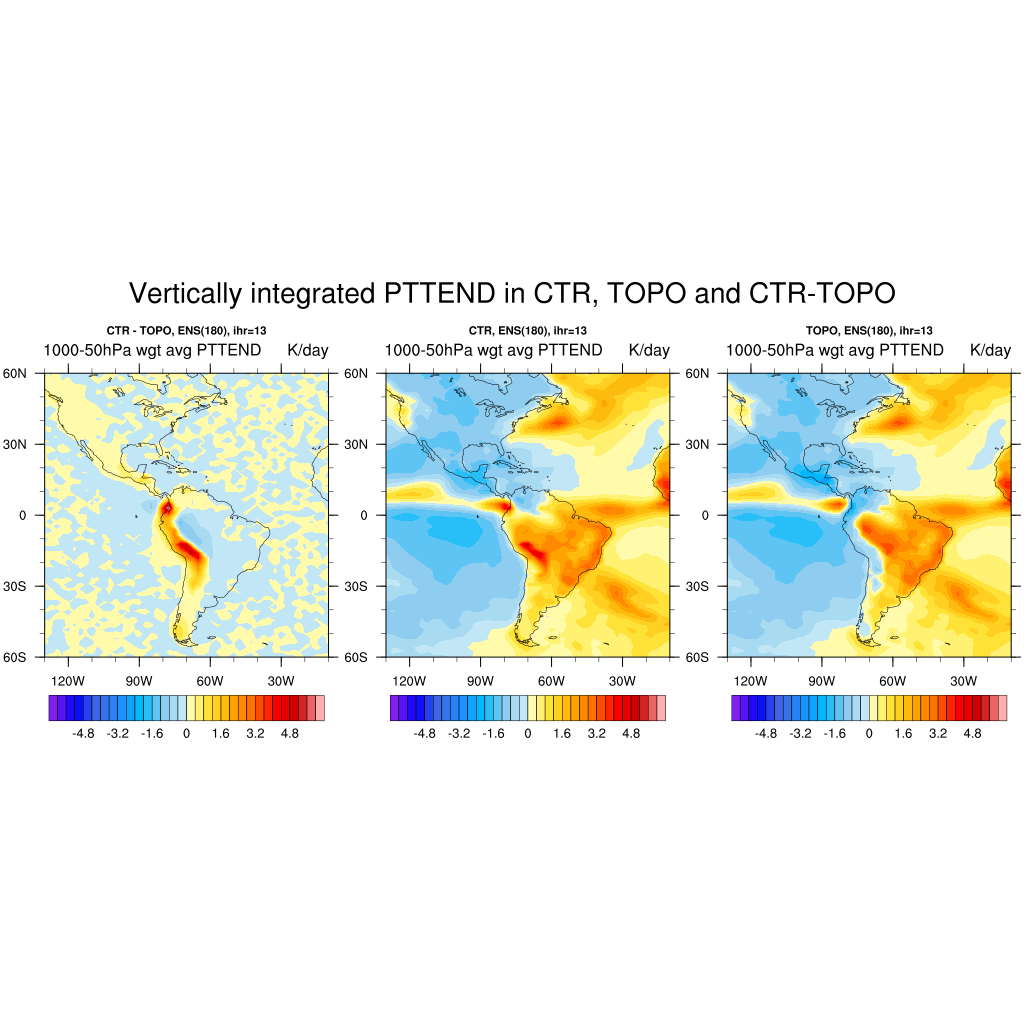 Vertically integrated PTTEND in CTR, TOPO and CTR-TOPO
CTR - TOPO, ENS(180), ihr=13
1000-50hPa wgt avg PTTEND K/day
60N
30N
0
30S
60S
120W 90W 60W 30W
-4.8 -3.2 -1.6 0 1.6 3.2 4.8
CTR, ENS(180), ihr=13
1000-50hPa wgt avg PTTEND K/day
60N
30N
0
30S
60S
120W 90W 60W 30W
-4.8 -3.2 -1.6 0 1.6 3.2 4.8
TOPO, ENS(180), ihr=13
1000-50hPa wgt avg PTTEND K/day
60N
30N
0
30S
60S
120W 90W 60W 30W
-4.8 -3.2 -1.6 0 1.6 3.2 4.8